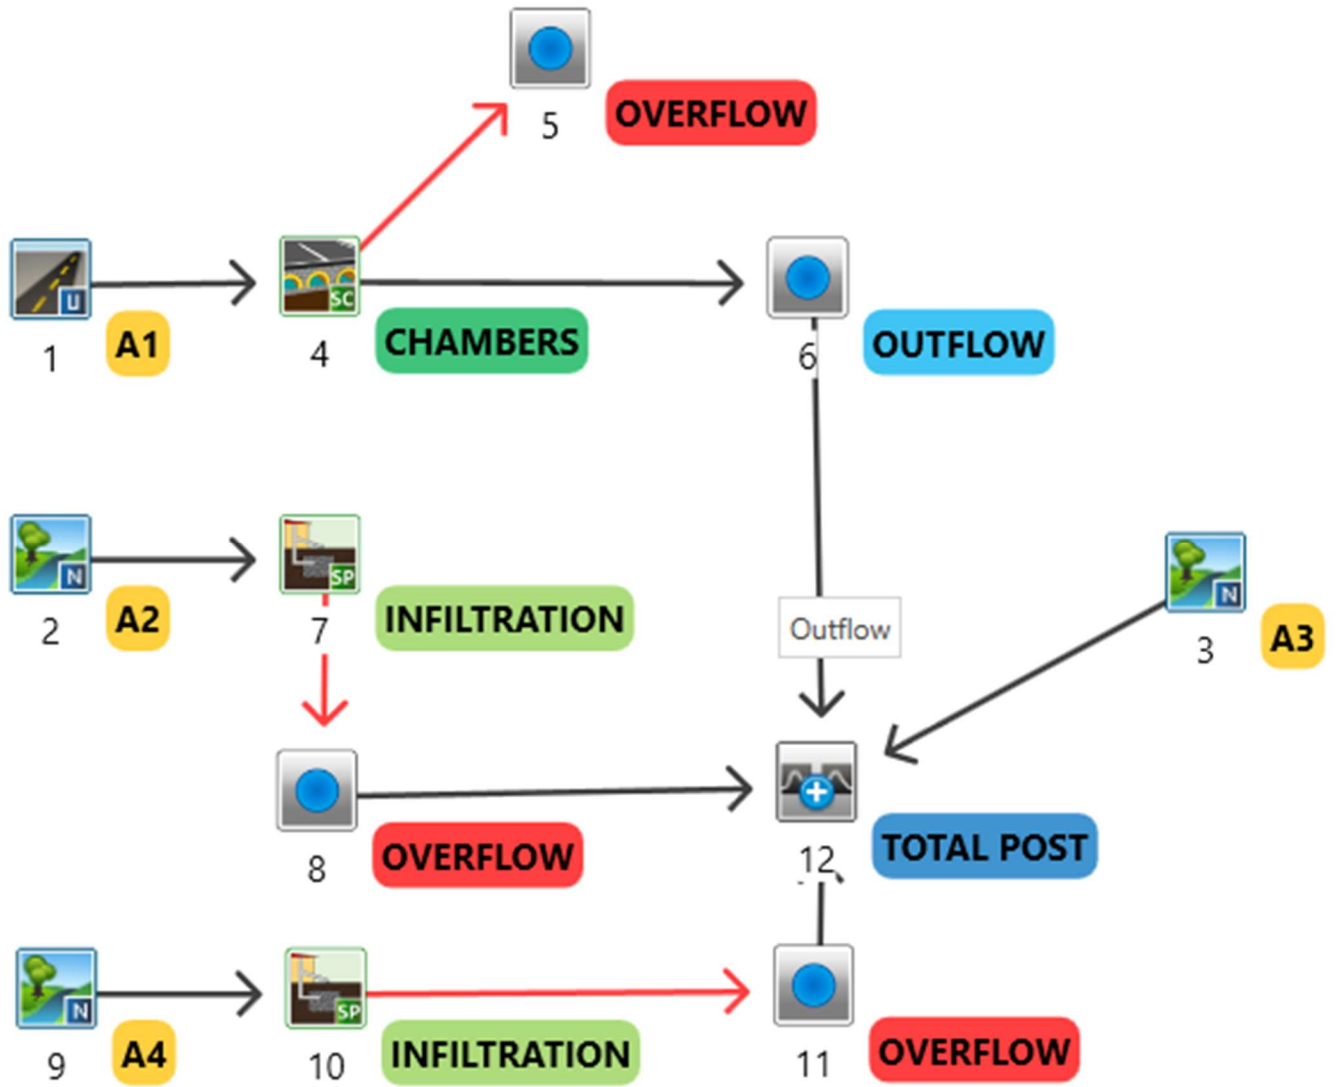 5
OVERFLOW
U
SC
1
A1
4
CHAMBERS
6
OUTFLOW
N
SP
N
2
A2
7
INFILTRATION
Outflow
3
A3
8
OVERFLOW
12
TOTAL POST
N
SP
9
A4
10
INFILTRATION
11
OVERFLOW